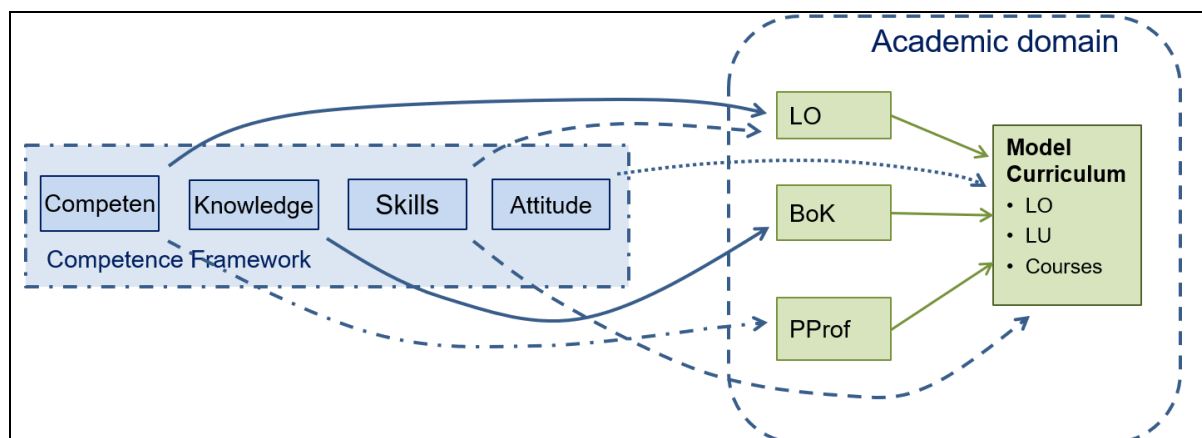 Academic domain
Competen
Knowledge
Skills
Attitude
Competence Framework
LO
BoK
PProf
Model
Curriculum
• LO
• LU
• Courses